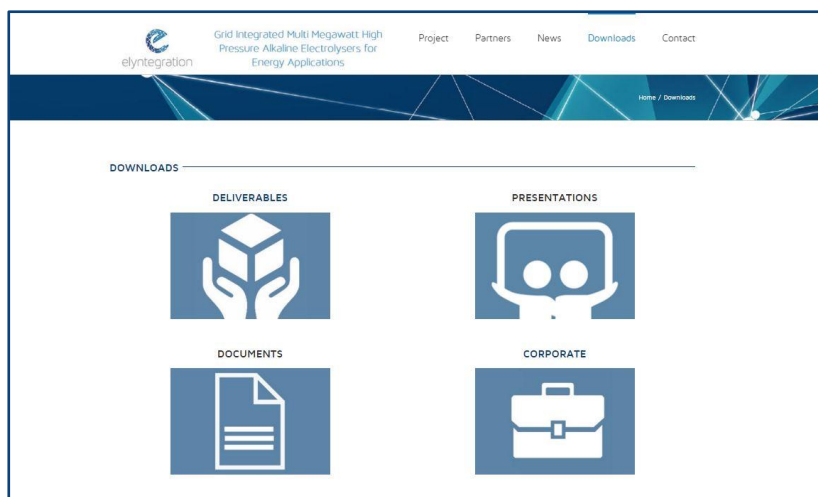 elyntegration
Grid Integrated Multi Megawatt High
Pressure Alkaline Electrolysers for
Energy Applications
Project Partners News Downloads Contact
Home / Downloads
DOWNLOADS
DELIVERABLES PRESENTATIONS
DOCUMENTS CORPORATE